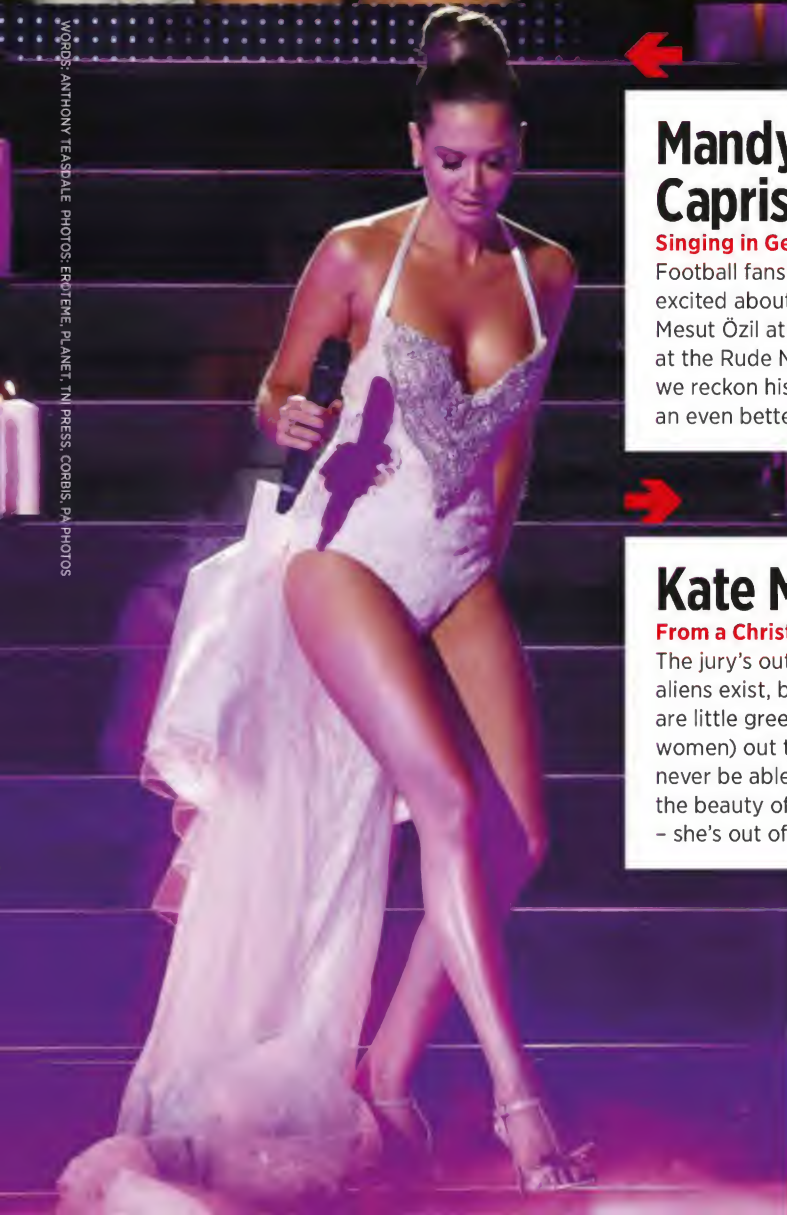 WORDS: ANTHONY TEASDALE PHOTOS: EROTEME, PLANET, TNI PRESS, CORBIS, PA PHOTOS
Mandy
Capris
Singing in Ge
Football fans
excited about
Mesut Özil at
at the Rude N
we reckon his
an even bette
Kate M
From a Christ
The jury's out
aliens exist, b
are little gree
women) out t
never be able
the beauty of
– she's out of